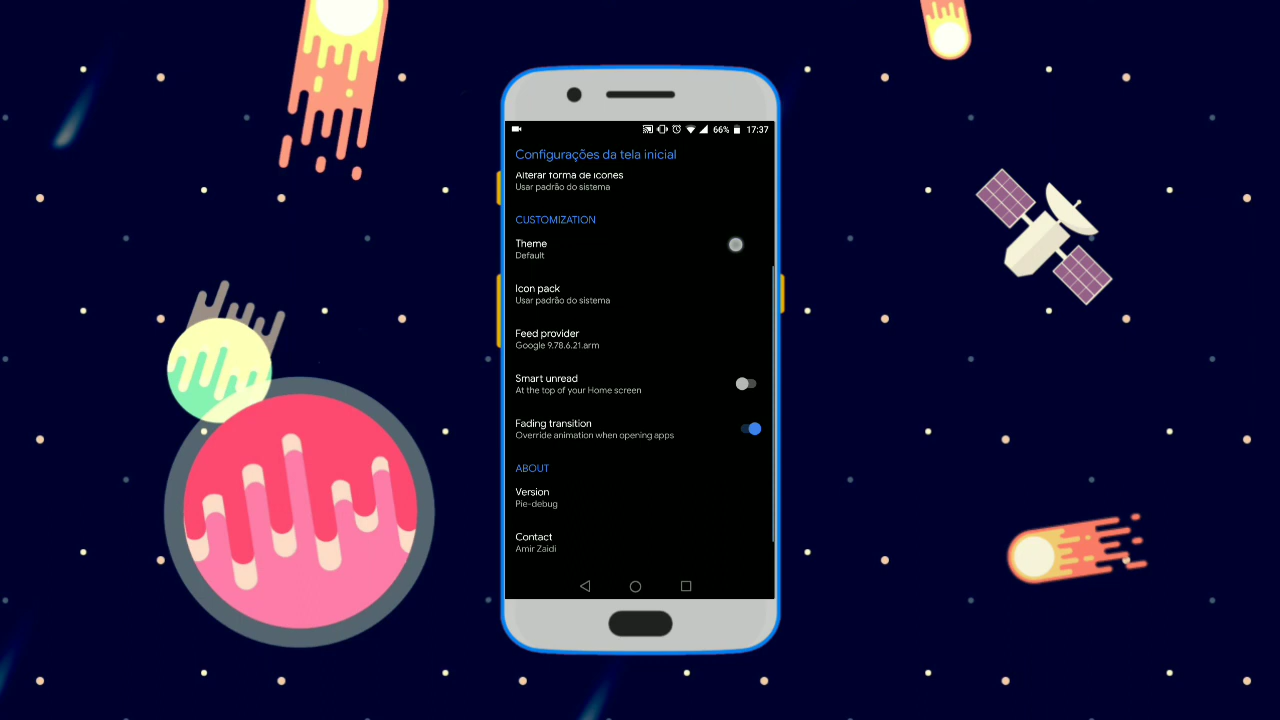 66% 17:37
Configurações da tela inicial
Alterar forma de ícones
Usar padrão do sistema
CUSTOMIZATION
Theme
Default
Icon pack
Usar padrão do sistema
Feed provider
Google 9.78.6.21.arm
Smart unread
At the top of your Home screen
Fading transition
Override animation when opening apps
ABOUT
Version
Pie-debug
Contact
Amir Zaidi